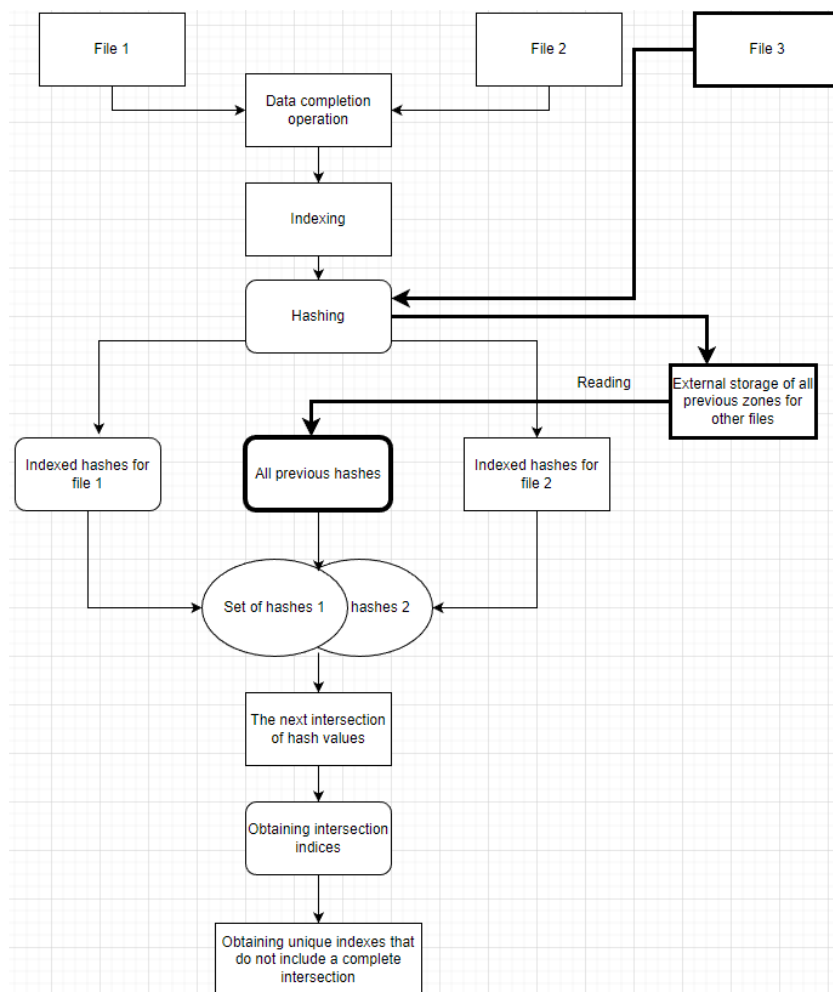 File 1
File 2
File 3
Data completion
operation
Indexing
Hashing
Reading
External storage of all
previous zones for
other files
Indexed hashes for
file 1
All previous hashes
Indexed hashes for
file 2
Set of hashes 1
hashes 2
The next intersection
of hash values
Obtaining intersection
indices
Obtaining unique indexes that
do not include a complete
intersection